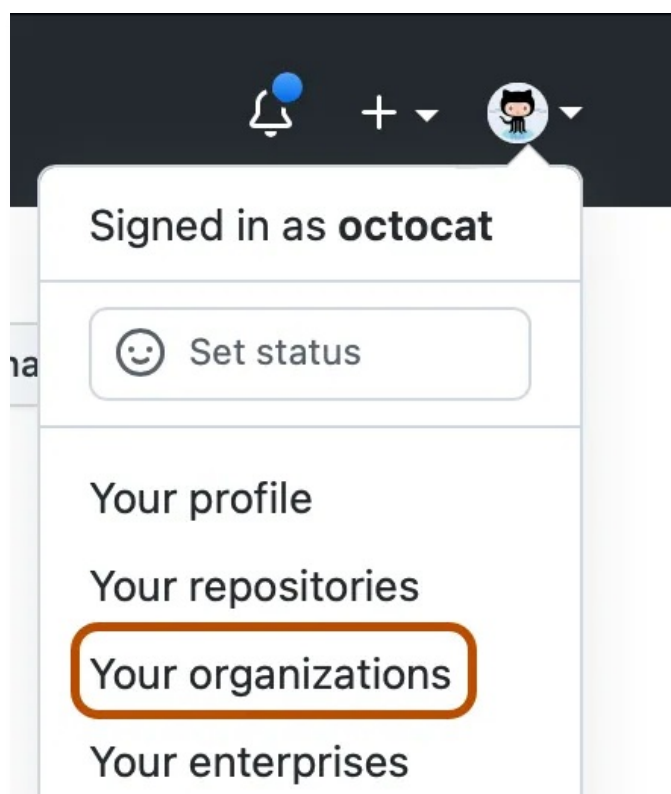 Signed in as octocat
Set status
Your profile
Your repositories
Your organizations
Your enterprises